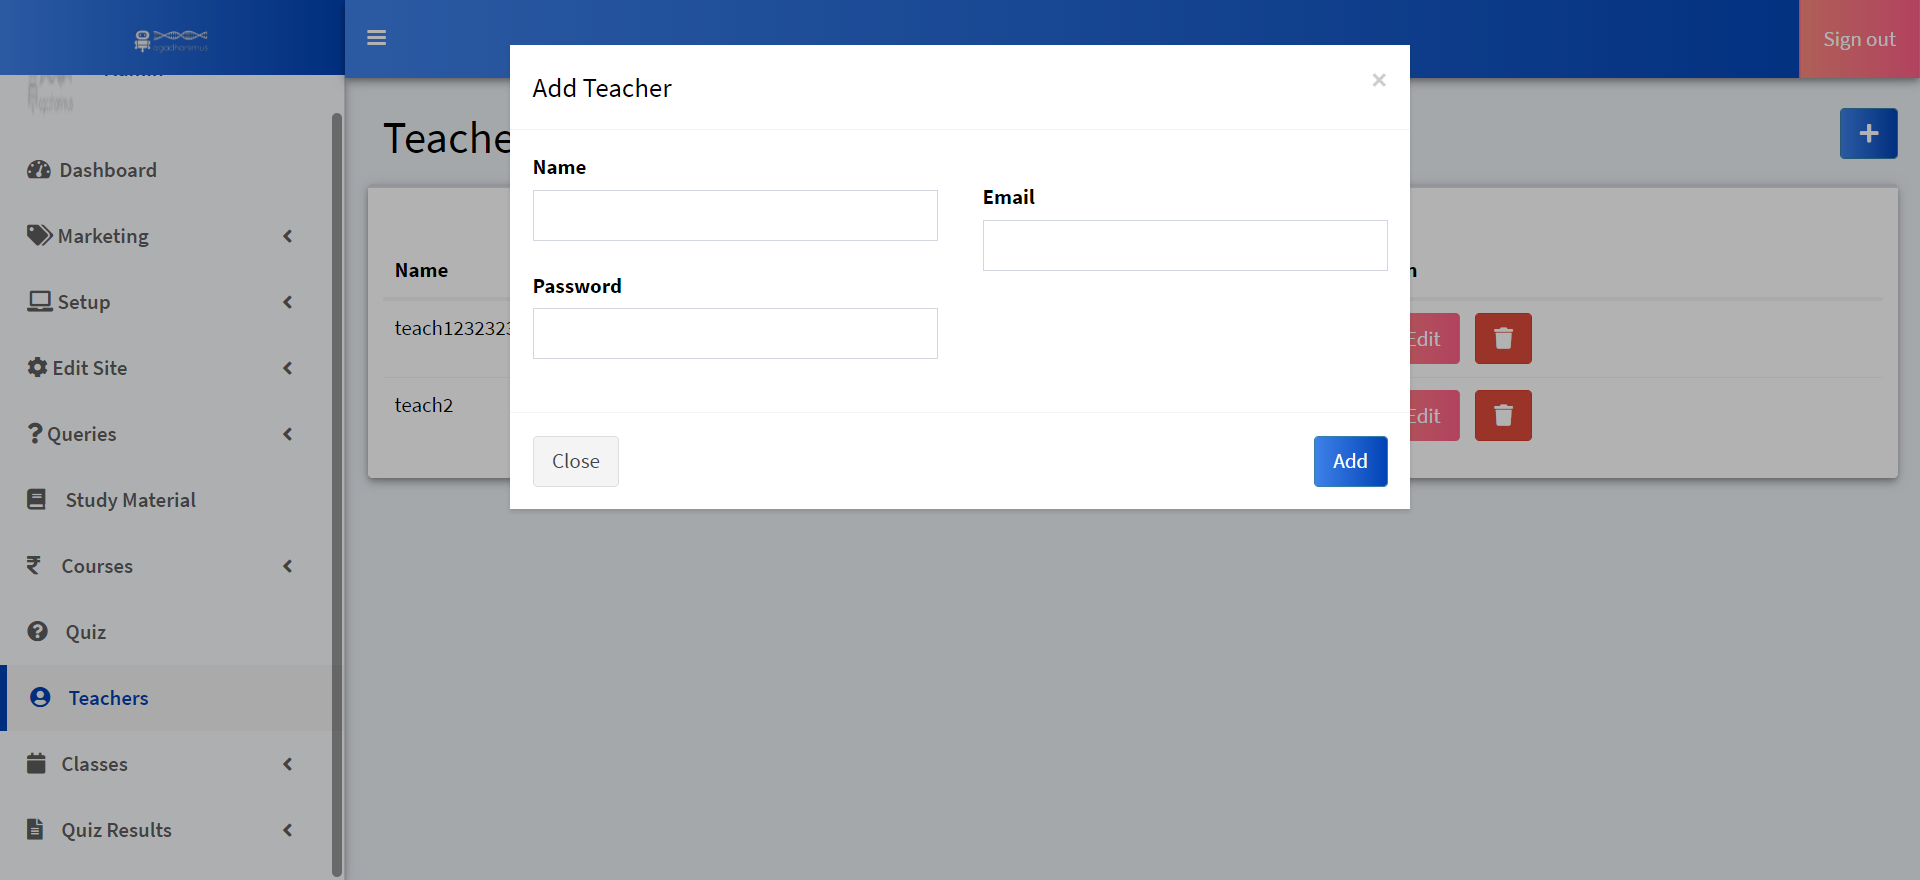 Sign out
Dashboard
Marketing
Setup
Edit Site
Queries
Study Material
Courses
Quiz
Teachers
Classes
Quiz Results
Add Teacher
×
Name
Email
Password
Close
Add
Name
teach1232323
teach2
Edit
Edit